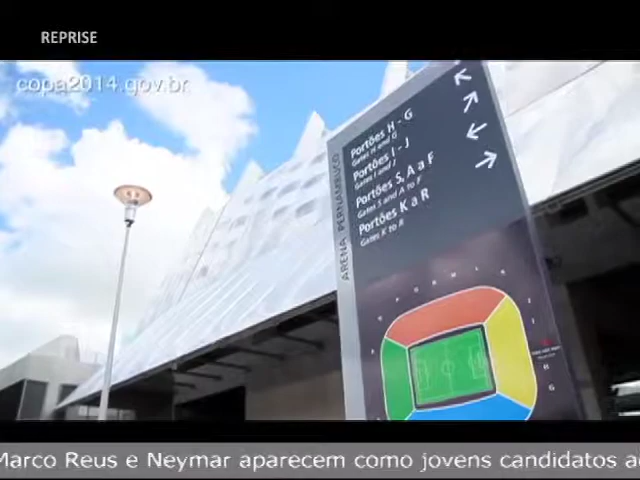 REPRISE
copa2014.gov.br
Portões H - G
Gates H and G
Portões I - J
Gates I and J
Portões S, A a F
Gates S and A to F
Portões K a R
Gates K to R
ARENA PERNAMBUCO
Marco Reus e Neymar aparecem como jovens candidatos